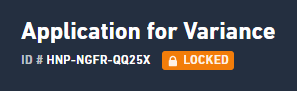 Application for Variance
ID # HNP-NGFR-QQ25X LOCKED